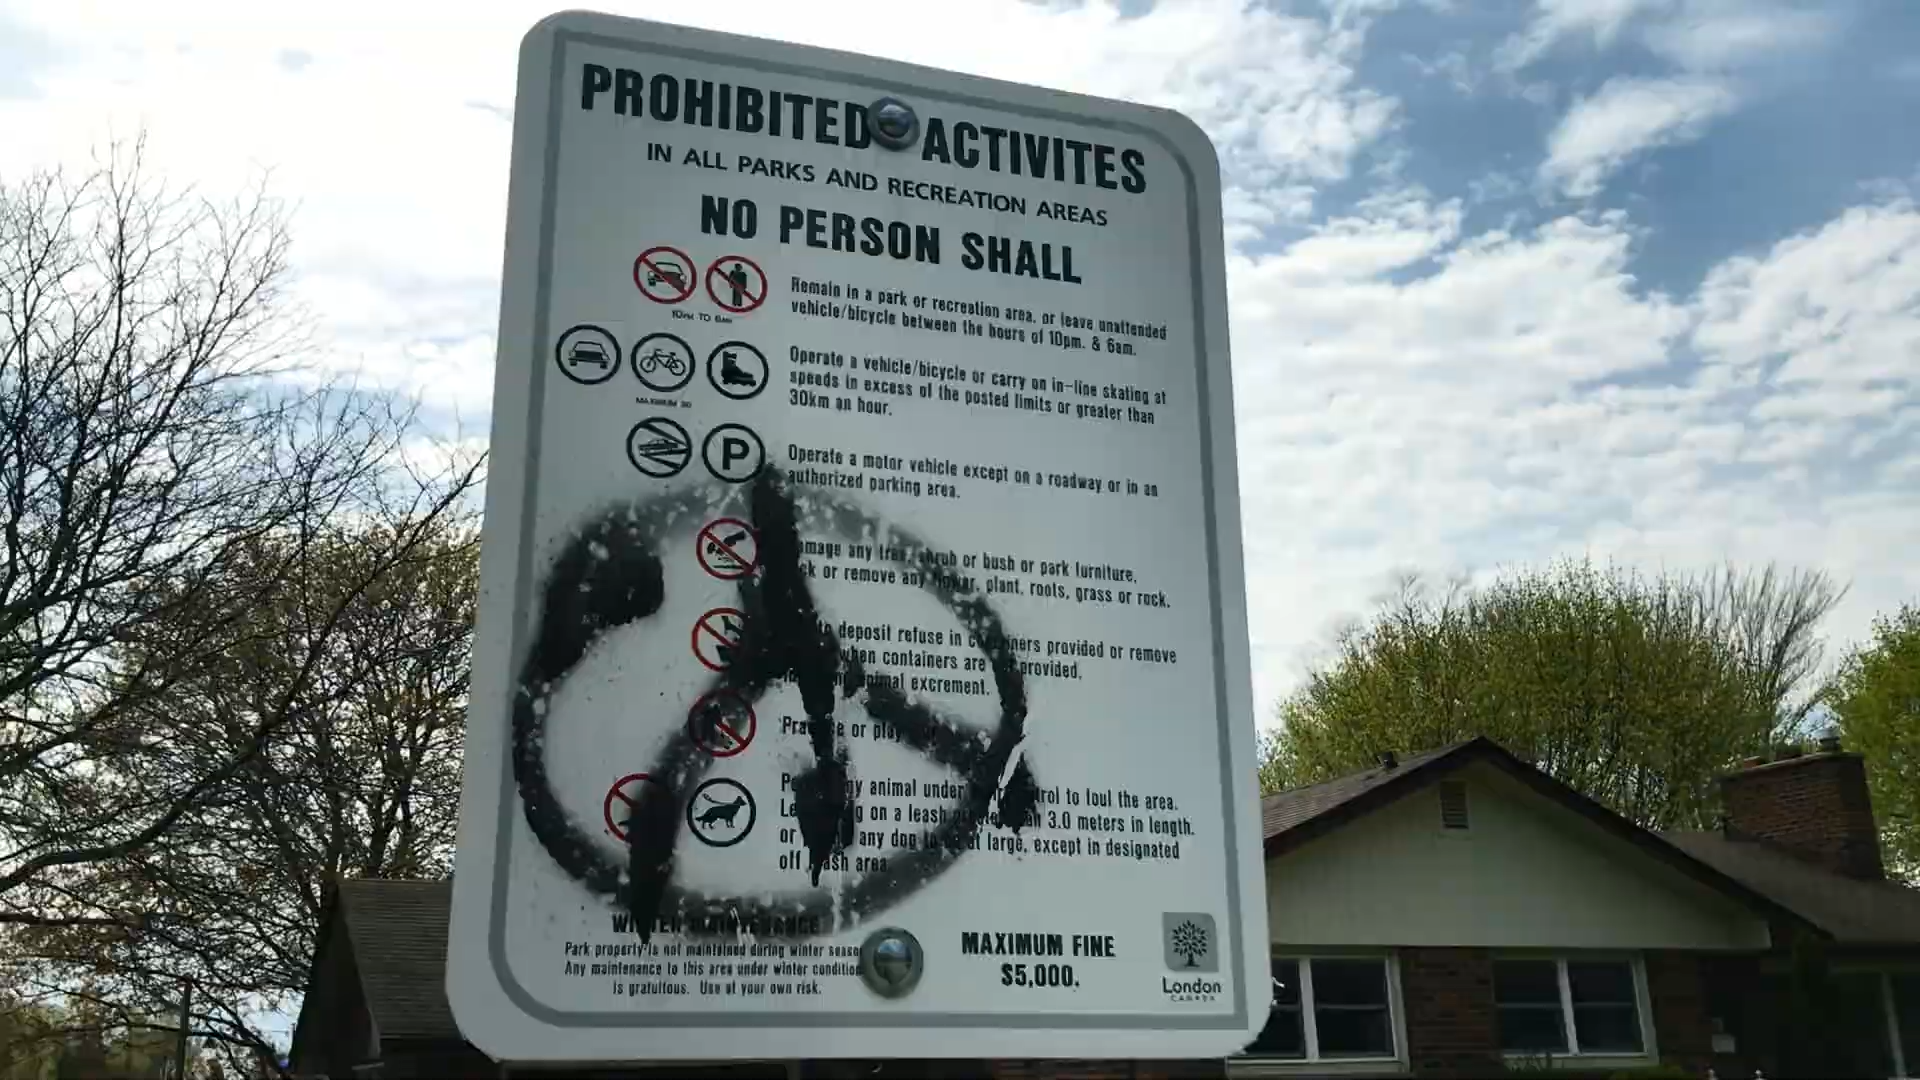 PROHIBITED ACTIVITES
IN ALL PARKS AND RECREATION AREAS
NO PERSON SHALL
10PM TO 6AM
Remain in a park or recreation area, or leave unattended
vehicle/bicycle between the hours of 10pm. & 6am.
MAXIMUM 30
Operate a vehicle/bicycle or carry on in-line skating at
speeds in excess of the posted limits or greater than
30km an hour.
P
Operate a motor vehicle except on a roadway or in an
authorized parking area.
any tree, shrub or bush or park furniture,
or remove any flower, plant, roots, grass or rock.
deposit refuse in containers provided or remove
when containers are provided,
animal excrement.
or play
animal under to foul the area.
on a leash 3.0 meters in length.
or any dog to at large, except in designated
off area.
WINTER MAINTENANCE
Park property is not maintained during winter season
Any maintenance to this area under winter condition
is gratuitous. Use at your own risk.
MAXIMUM FINE
$5,000.
London
CANADA